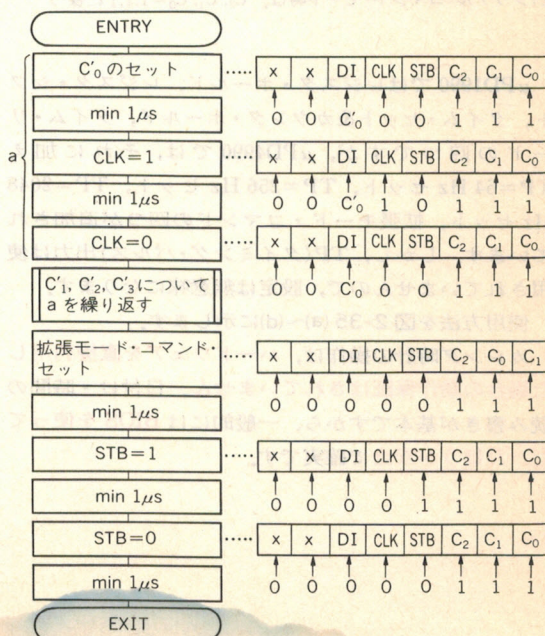 ENTRY
C′₀ のセット ‥‥‥ x x DI CLK STB C₂ C₁ C₀
min 1μs 0 0 C′₀ 0 0 1 1 1
a
CLK=1 ‥‥‥ x x DI CLK STB C₂ C₁ C₀
min 1μs 0 0 C′₀ 1 0 1 1 1
CLK=0 ‥‥‥ x x DI CLK STB C₂ C₁ C₀
C′₁, C′₂, C′₃について 0 0 C′₀ 0 0 1 1 1
a を繰り返す
拡張モード・コマンド・
セット ‥‥‥ x x DI CLK STB C₂ C₀ C₁
min 1μs 0 0 0 0 0 1 1 1
STB=1 ‥‥‥ x x DI CLK STB C₂ C₁ C₀
min 1μs 0 0 0 0 1 1 1 1
STB=0 ‥‥‥ x x DI CLK STB C₂ C₁ C₀
min 1μs 0 0 0 0 0 1 1 1
EXIT